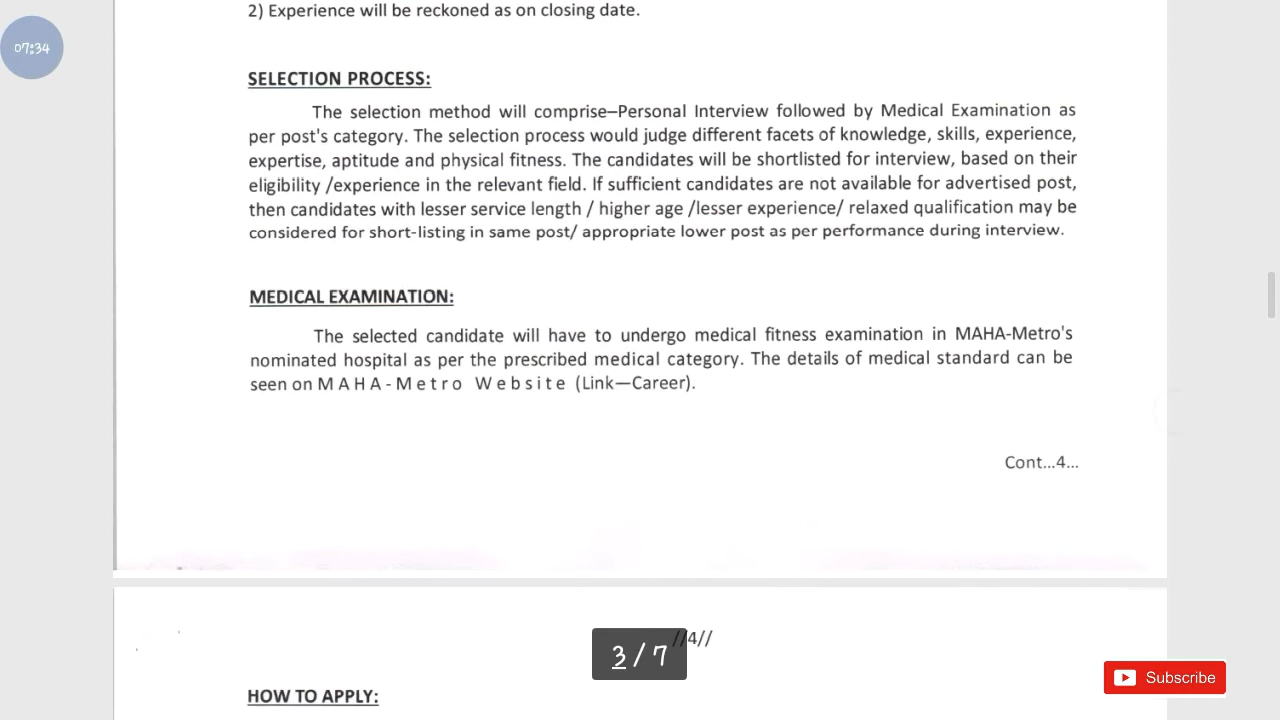 07:34
2) Experience will be reckoned as on closing date.
SELECTION PROCESS:
The selection method will comprise–Personal Interview followed by Medical Examination as
per post's category. The selection process would judge different facets of knowledge, skills, experience,
expertise, aptitude and physical fitness. The candidates will be shortlisted for interview, based on their
eligibility /experience in the relevant field. If sufficient candidates are not available for advertised post,
then candidates with lesser service length / higher age /lesser experience/ relaxed qualification may be
considered for short-listing in same post/ appropriate lower post as per performance during interview.
MEDICAL EXAMINATION:
The selected candidate will have to undergo medical fitness examination in MAHA-Metro's
nominated hospital as per the prescribed medical category. The details of medical standard can be
seen on MAHA-Metro Website (Link—Career).
Cont...4...
//4//
3 / 7
Subscribe
HOW TO APPLY: